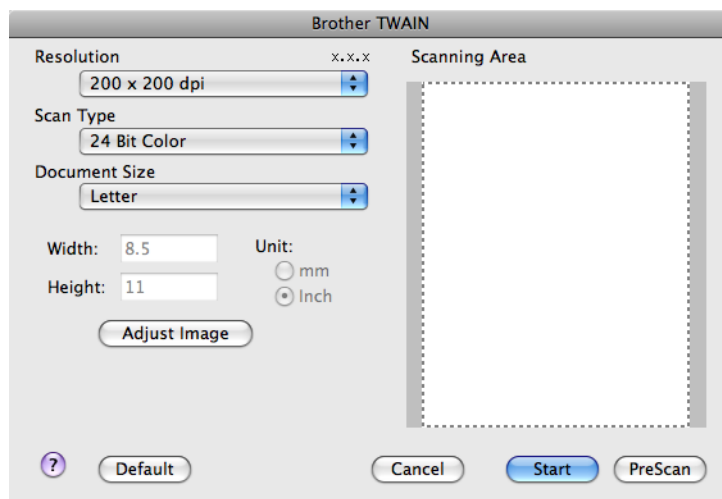 Brother TWAIN
Resolution x.x.x
200 x 200 dpi
Scan Type
24 Bit Color
Document Size
Letter
Width: 8.5
Height: 11
Unit:
mm
Inch
Adjust Image
Scanning Area
?
Default
Cancel
Start
PreScan